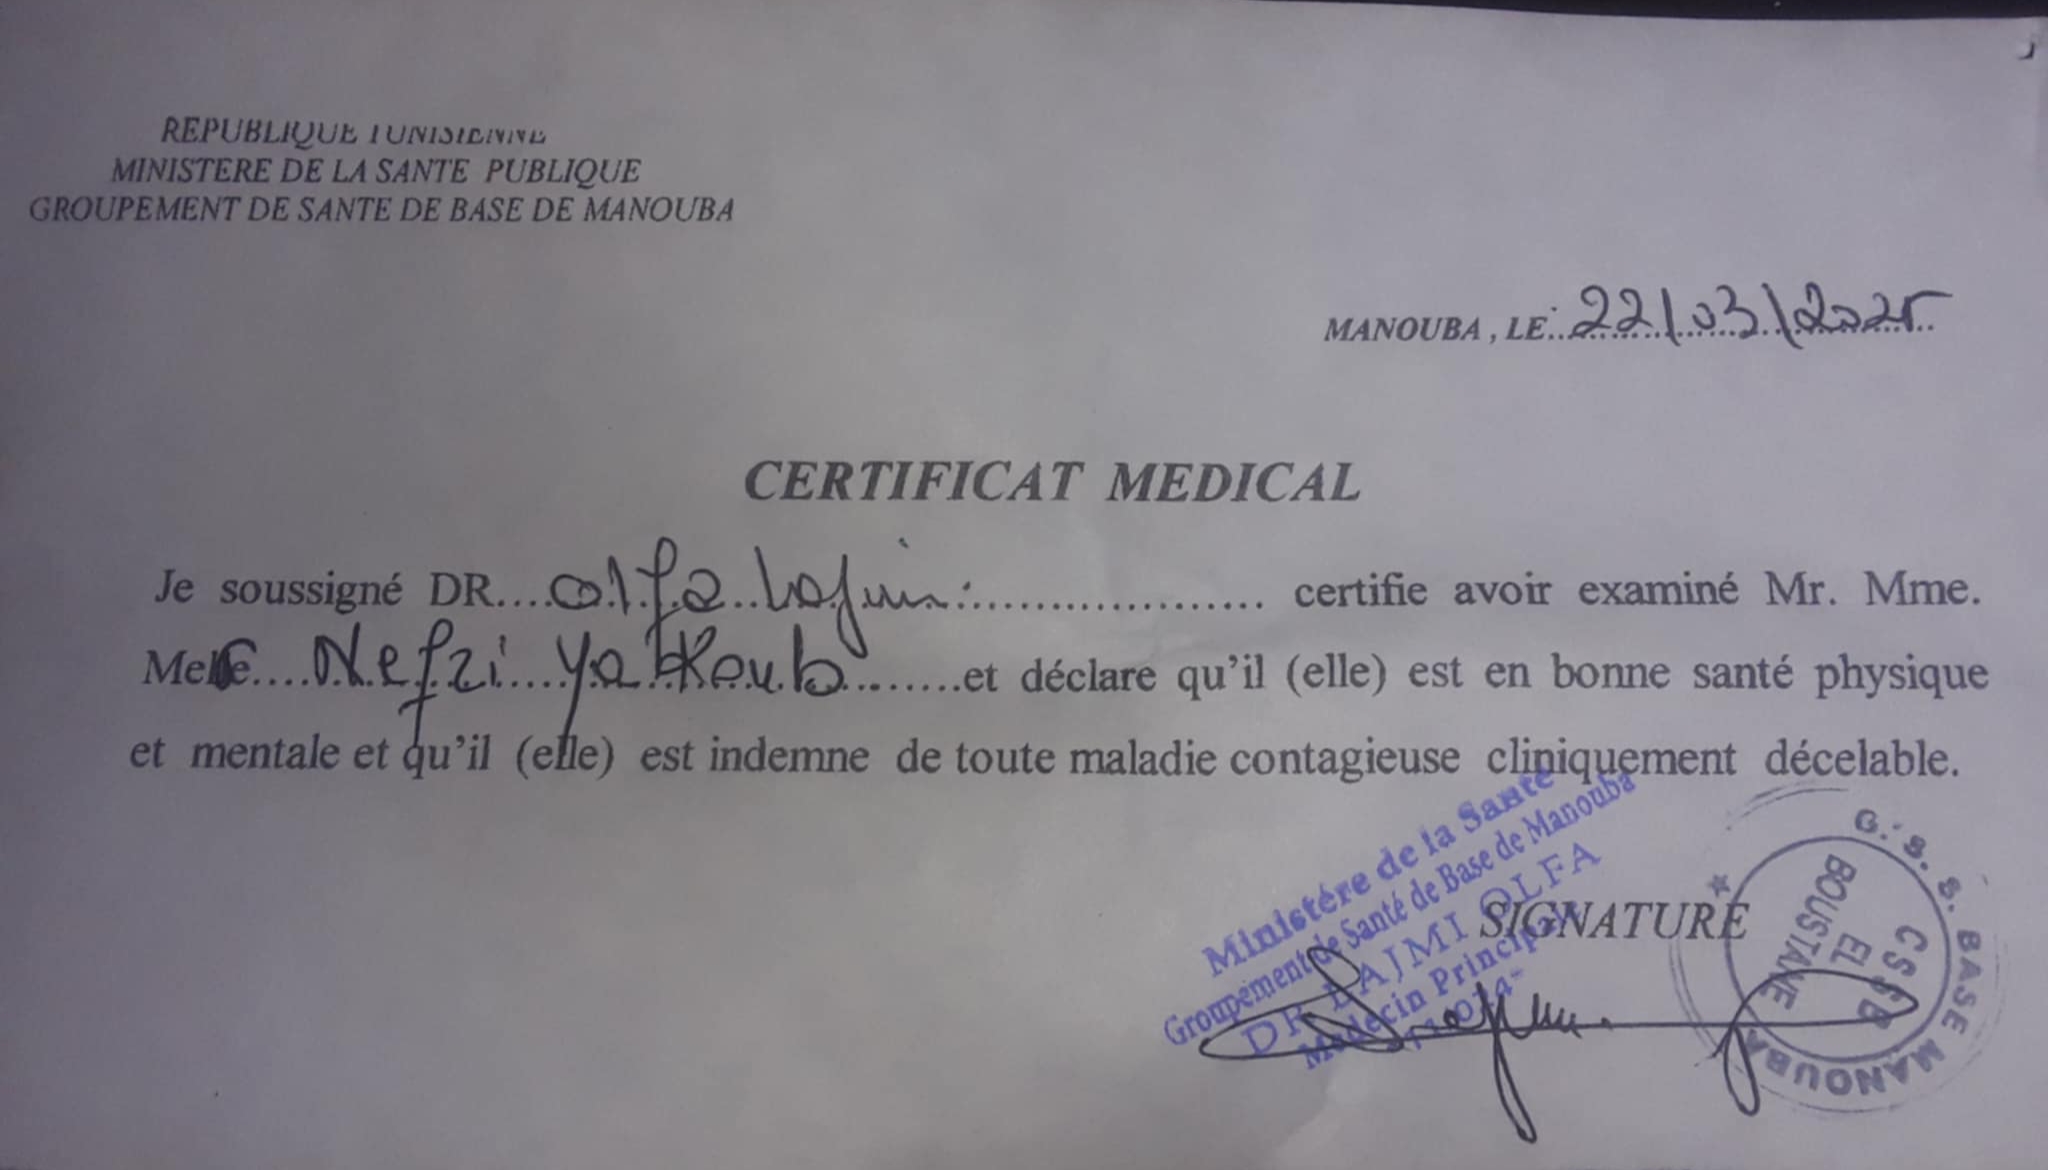 REPUBLIQUE TUNISIENNE
MINISTERE DE LA SANTE PUBLIQUE
GROUPEMENT DE SANTE DE BASE DE MANOUBA
MANOUBA , LE 22/03/2025
CERTIFICAT MEDICAL
Je soussigné DR....olfa Lajmi.................... certifie avoir examiné Mr. Mme.
Melle....Nefzi Yakoub.........et déclare qu'il (elle) est en bonne santé physique
et mentale et qu'il (elle) est indemne de toute maladie contagieuse cliniquement décelable.
Ministére de la Santé
Groupement de Santé de Base de Manouba
DR LAJMI OLFA
Médecin Principal
SIGNATURE
G. S. S. BASE MANOUBA
CSB
EL
BOUSTANE